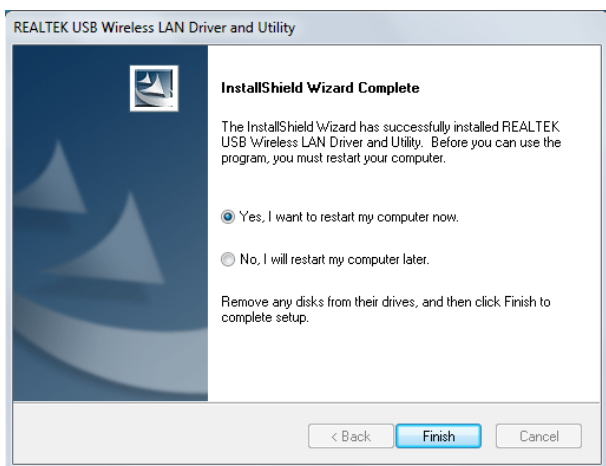 REALTEK USB Wireless LAN Driver and Utility
InstallShield Wizard Complete
The InstallShield Wizard has successfully installed REALTEK
USB Wireless LAN Driver and Utility.  Before you can use the
program, you must restart your computer.
Yes, I want to restart my computer now.
No, I will restart my computer later.
Remove any disks from their drives, and then click Finish to
complete setup.
< Back
Finish
Cancel